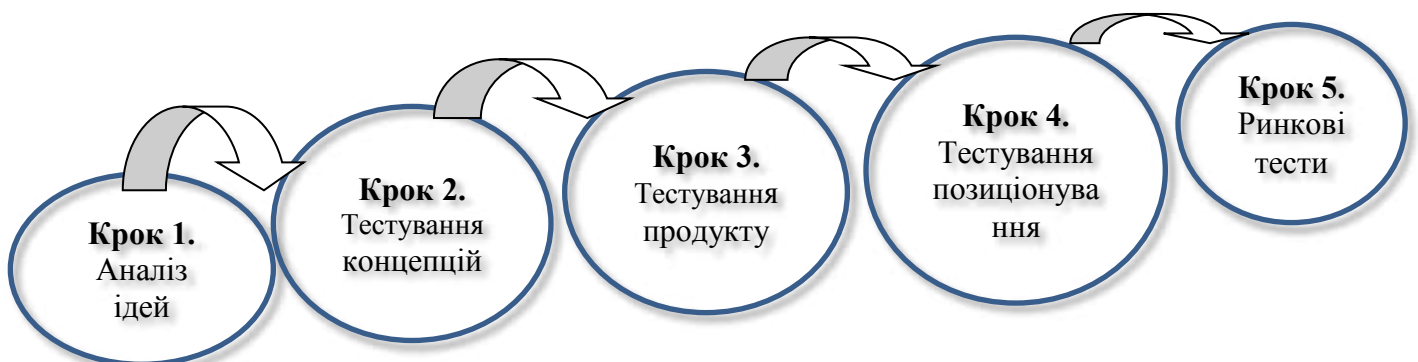 Крок 1.
Аналіз
ідей
Крок 2.
Тестування
концепцій
Крок 3.
Тестування
продукту
Крок 4.
Тестування
позиціонува
ння
Крок 5.
Ринкові
тести